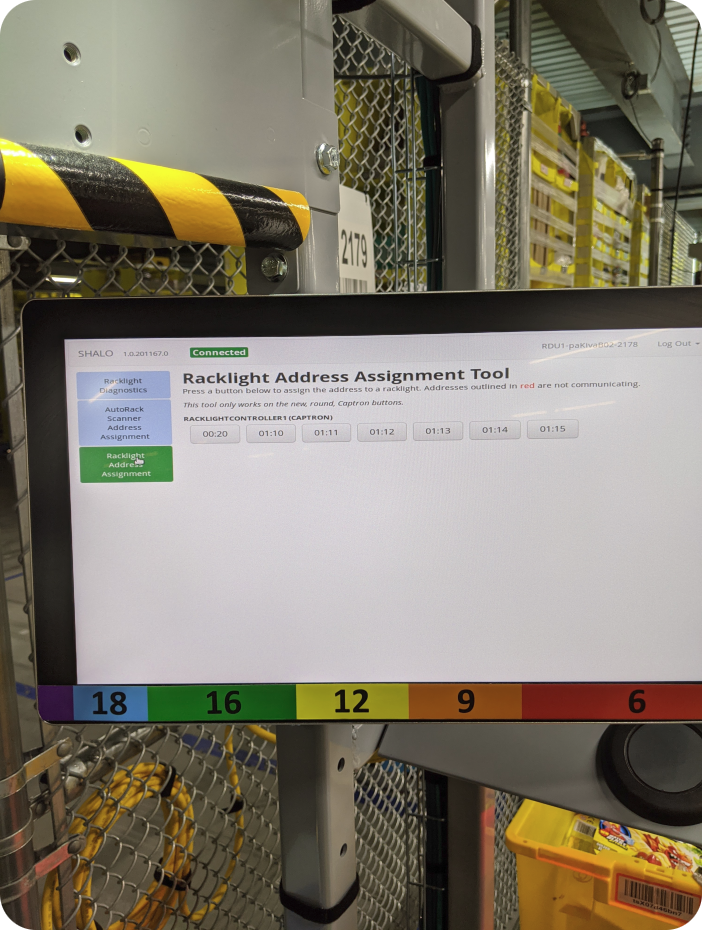 2179
SHALO 1.0.201167.0 Connected RDU1-paKivaB02-2178 Log Out
Racklight
Diagnostics
AutoRack
Scanner
Address
Assignment
Racklight
Address
Assignment
Racklight Address Assignment Tool
Press a button below to assign the address to a racklight. Addresses outlined in red are not communicating.
This tool only works on the new, round, Captron buttons.
RACKLIGHTCONTROLLER1 (CAPTRON)
00:20 01:10 01:11 01:12 01:13 01:14 01:15
18 16 12 9 6